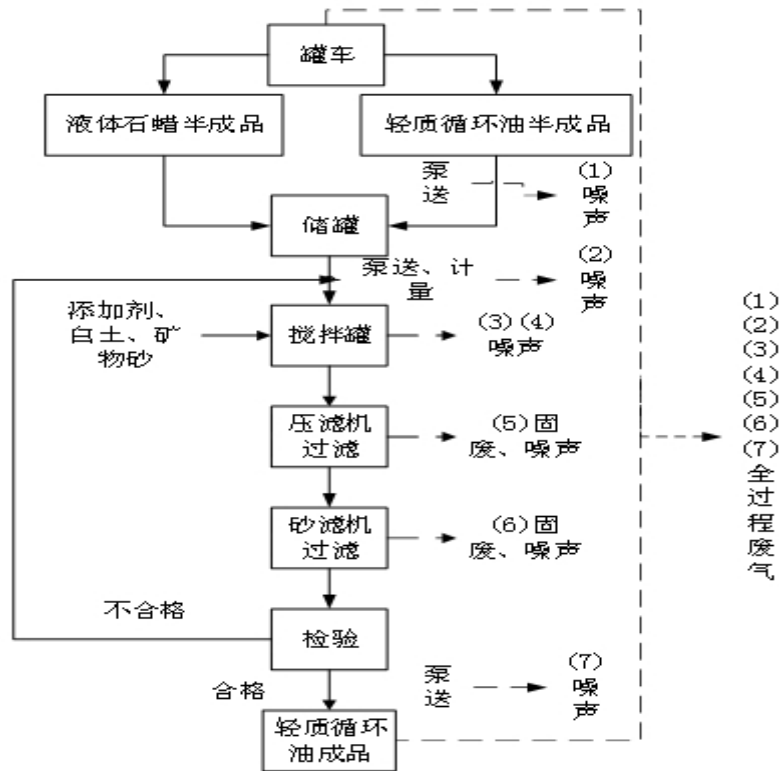 罐车
液体石蜡半成品
轻质循环油半成品
泵
送
(1)
噪
声
储罐
泵送、计
量
(2)
噪
声
添加剂、
白土、矿
物砂
搅拌罐
(3)(4)
噪声
压滤机
过滤
(5)固
废、噪声
砂滤机
过滤
(6)固
废、噪声
不合格
检验
合格
泵
送
(7)
噪
声
轻质循环
油成品
(1)
(2)
(3)
(4)
(5)
(6)
(7)
全
过
程
废
气